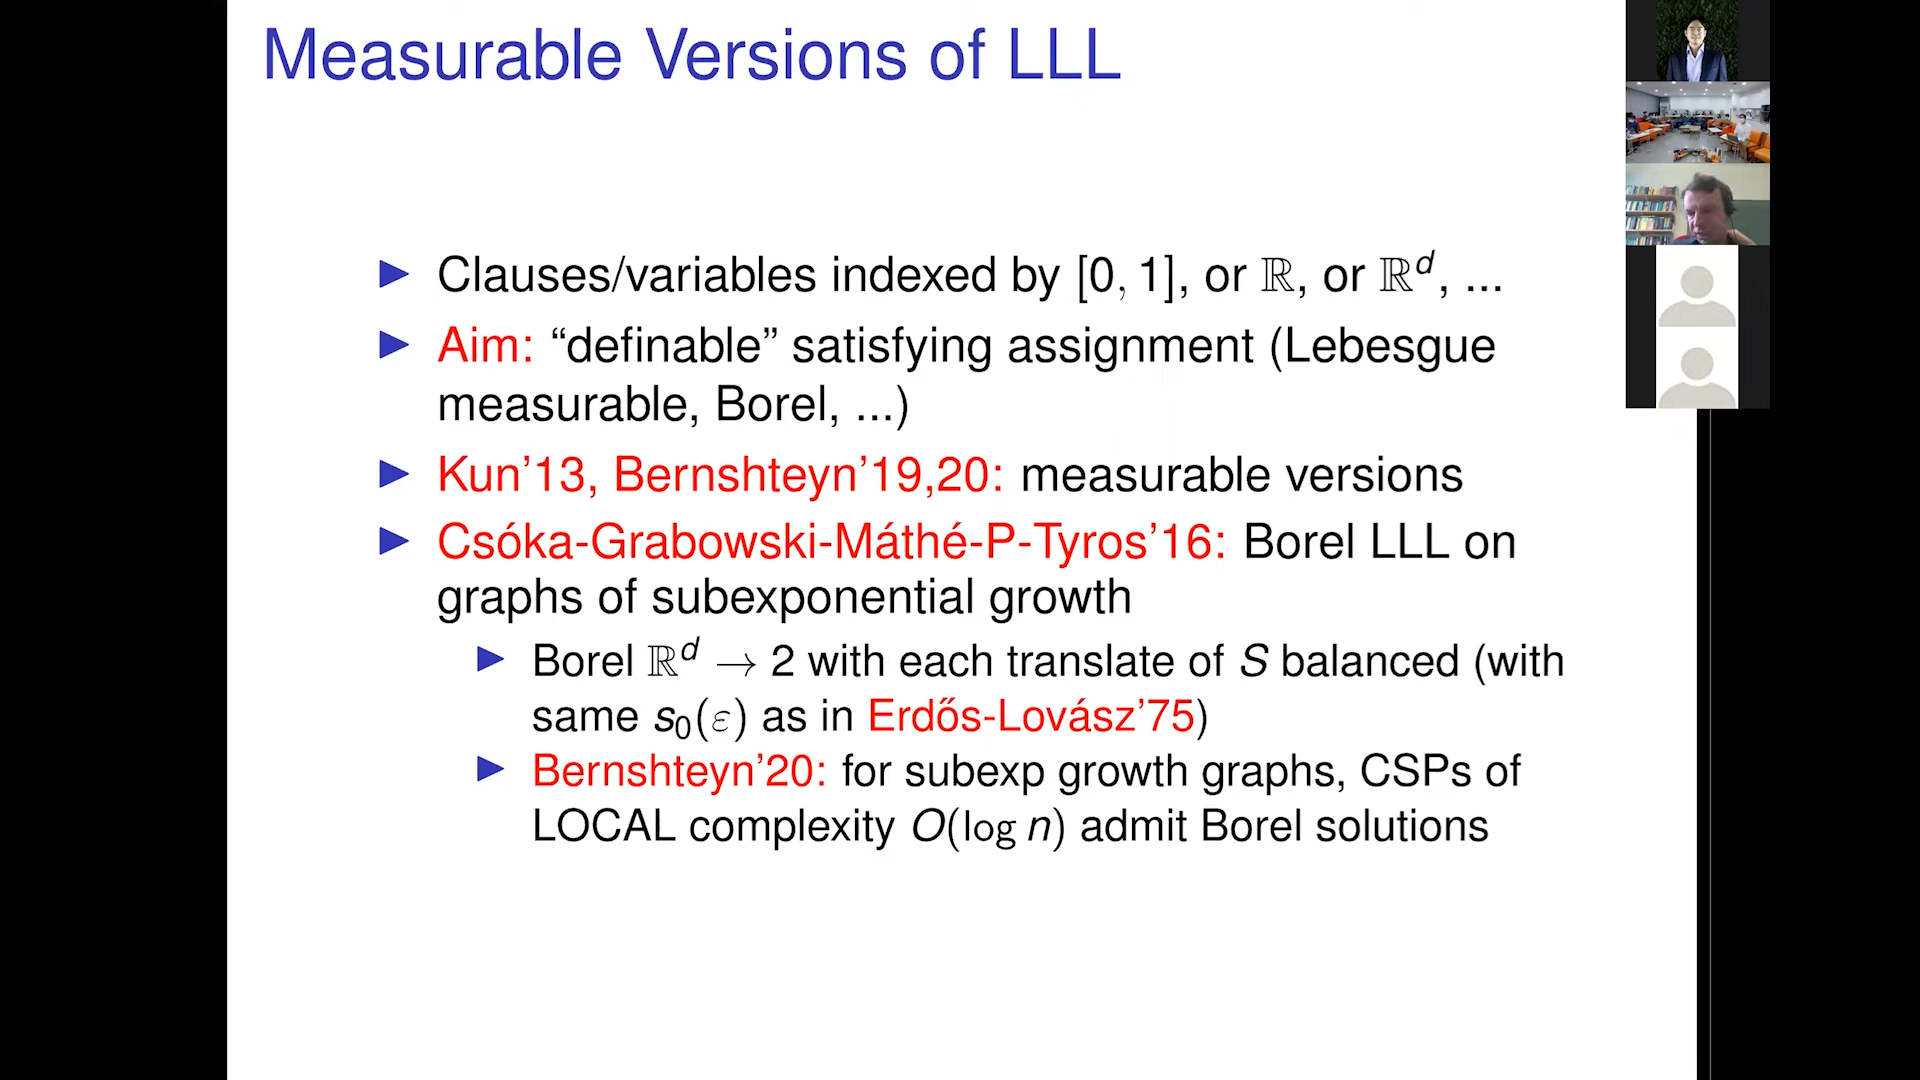 Measurable Versions of LLL
▶ Clauses/variables indexed by [0, 1], or ℝ, or ℝᵈ, ...
▶ Aim: “definable” satisfying assignment (Lebesgue
measurable, Borel, ...)
▶ Kun’13, Bernshteyn’19,20: measurable versions
▶ Csóka-Grabowski-Máthé-P-Tyros’16: Borel LLL on
graphs of subexponential growth
▶ Borel ℝᵈ → 2 with each translate of S balanced (with
same s₀(ε) as in Erdős-Lovász’75)
▶ Bernshteyn’20: for subexp growth graphs, CSPs of
LOCAL complexity O(log n) admit Borel solutions